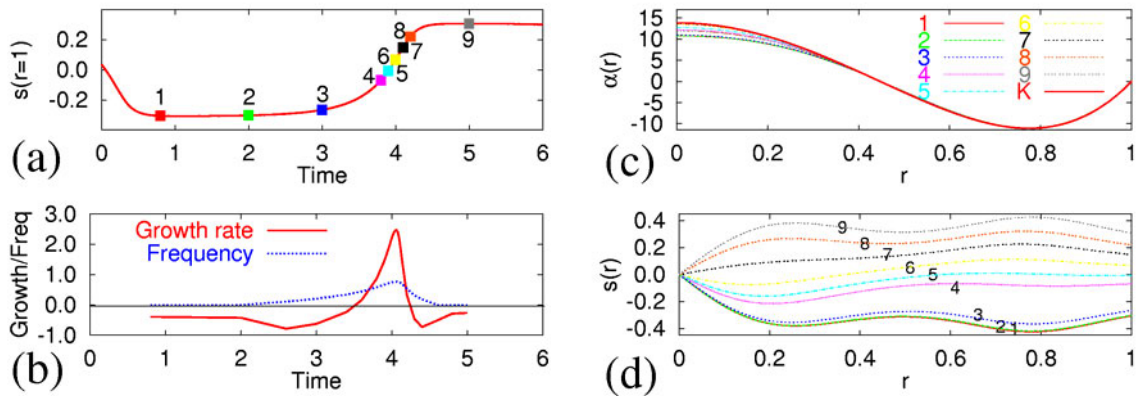 s(r=1)
0.2
0.0
-0.2
1
2
3
4
5
6
7
8
9
0 1 2 3 4 5 6
Time
(a)
α(r)
15
10
5
0
-5
-10
1
2
3
4
5
6
7
8
9
K
0 0.2 0.4 0.6 0.8 1
r
(c)
Growth/Freq
3.0
2.0
1.0
0.0
-1.0
Growth rate
Frequency
0 1 2 3 4 5 6
Time
(b)
s(r)
0.4
0.2
0.0
-0.2
-0.4
9
8
7
6
5
4
3
2
1
0 0.2 0.4 0.6 0.8 1
r
(d)